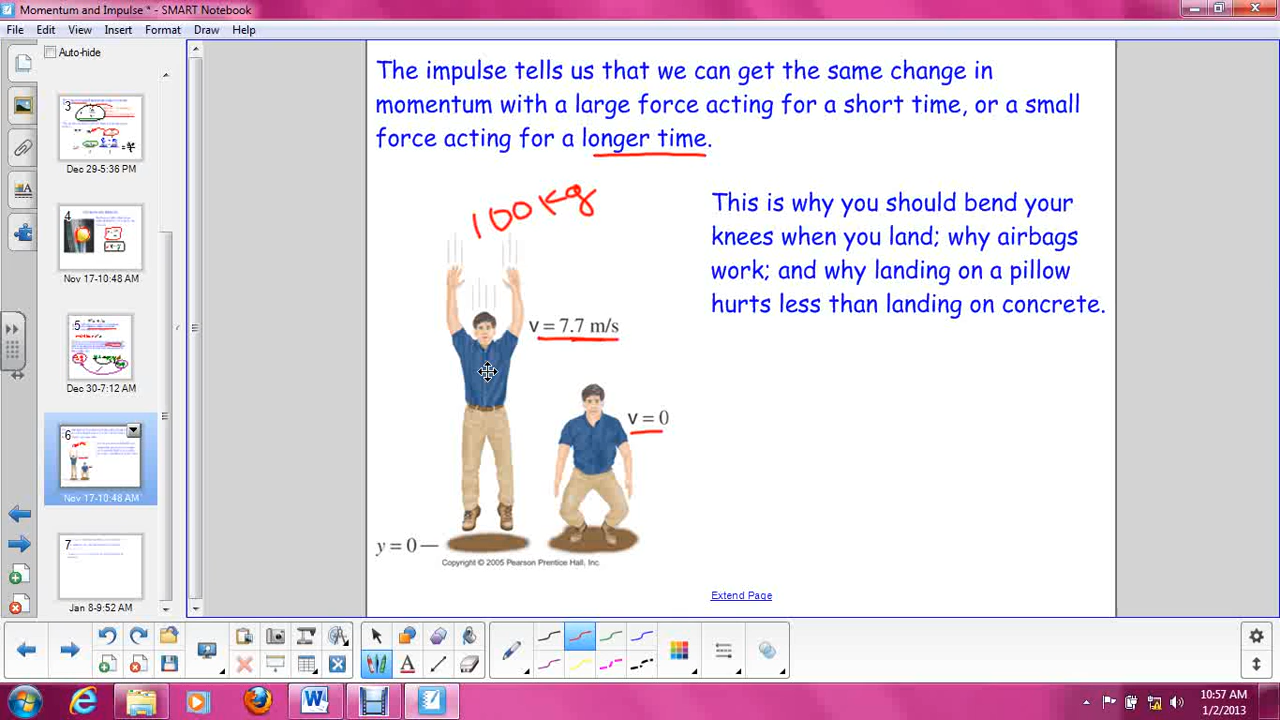 Momentum and Impulse * - SMART Notebook
File Edit View Insert Format Draw Help
Auto-hide
3
Dec 29-5:36 PM
4
Nov 17-10:48 AM
5
Dec 30-7:12 AM
6
Nov 17-10:48 AM
7
Jan 8-9:52 AM
The impulse tells us that we can get the same change in
momentum with a large force acting for a short time, or a small
force acting for a longer time.
100 Kg
This is why you should bend your
knees when you land; why airbags
work; and why landing on a pillow
hurts less than landing on concrete.
v = 7.7 m/s
v = 0
y = 0
Copyright © 2005 Pearson Prentice Hall, Inc.
Extend Page
A
W
10:57 AM
1/2/2013